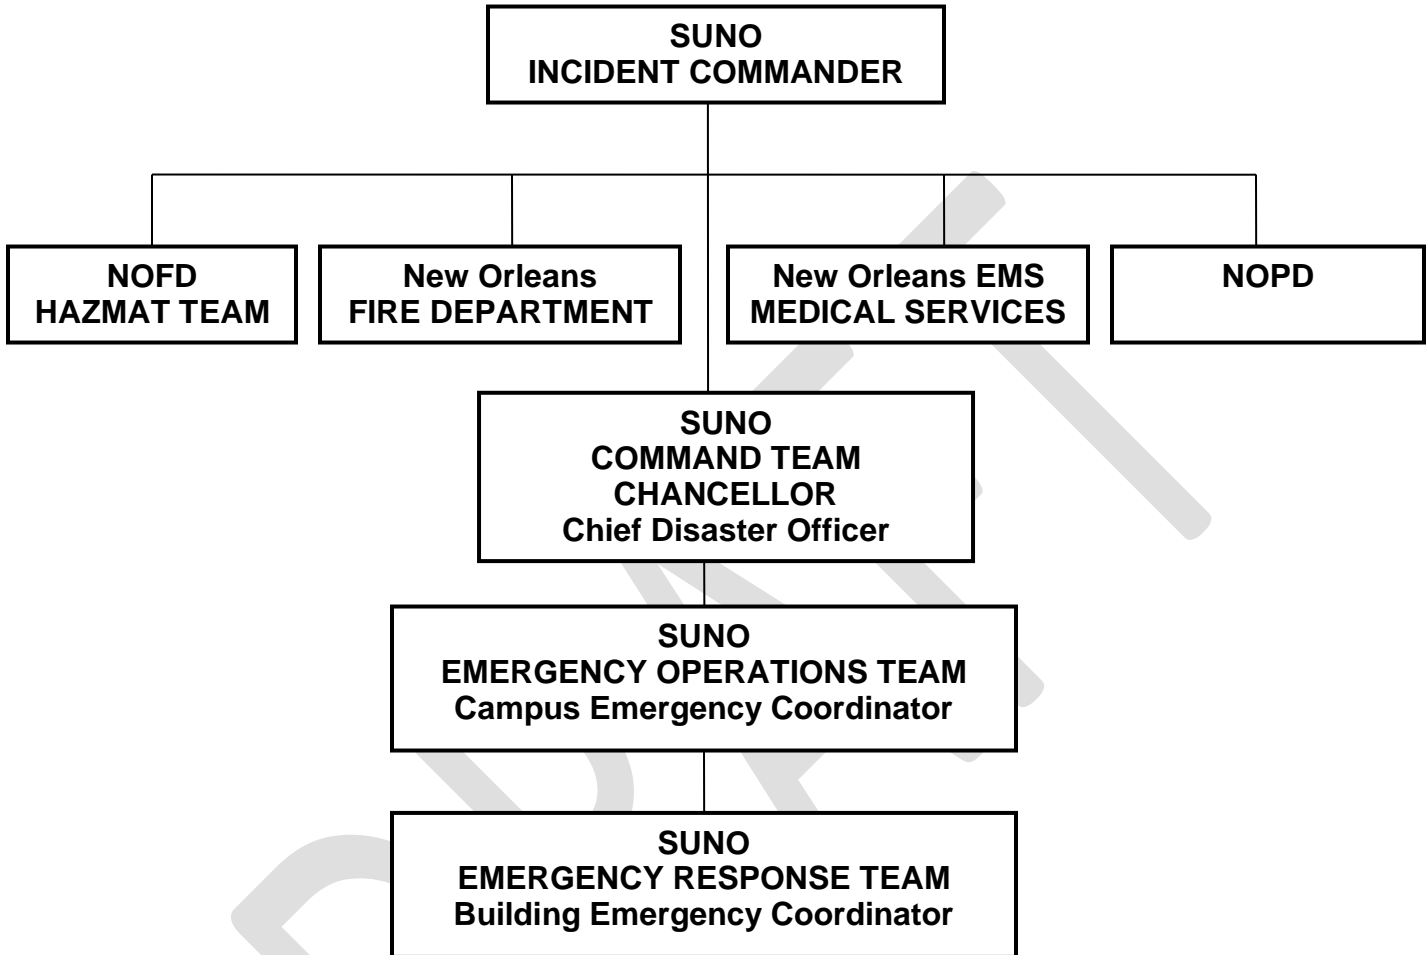 SUNO
INCIDENT COMMANDER
NOFD
HAZMAT TEAM
New Orleans
FIRE DEPARTMENT
New Orleans EMS
MEDICAL SERVICES
NOPD
SUNO
COMMAND TEAM
CHANCELLOR
Chief Disaster Officer
SUNO
EMERGENCY OPERATIONS TEAM
Campus Emergency Coordinator
SUNO
EMERGENCY RESPONSE TEAM
Building Emergency Coordinator
DRAFT